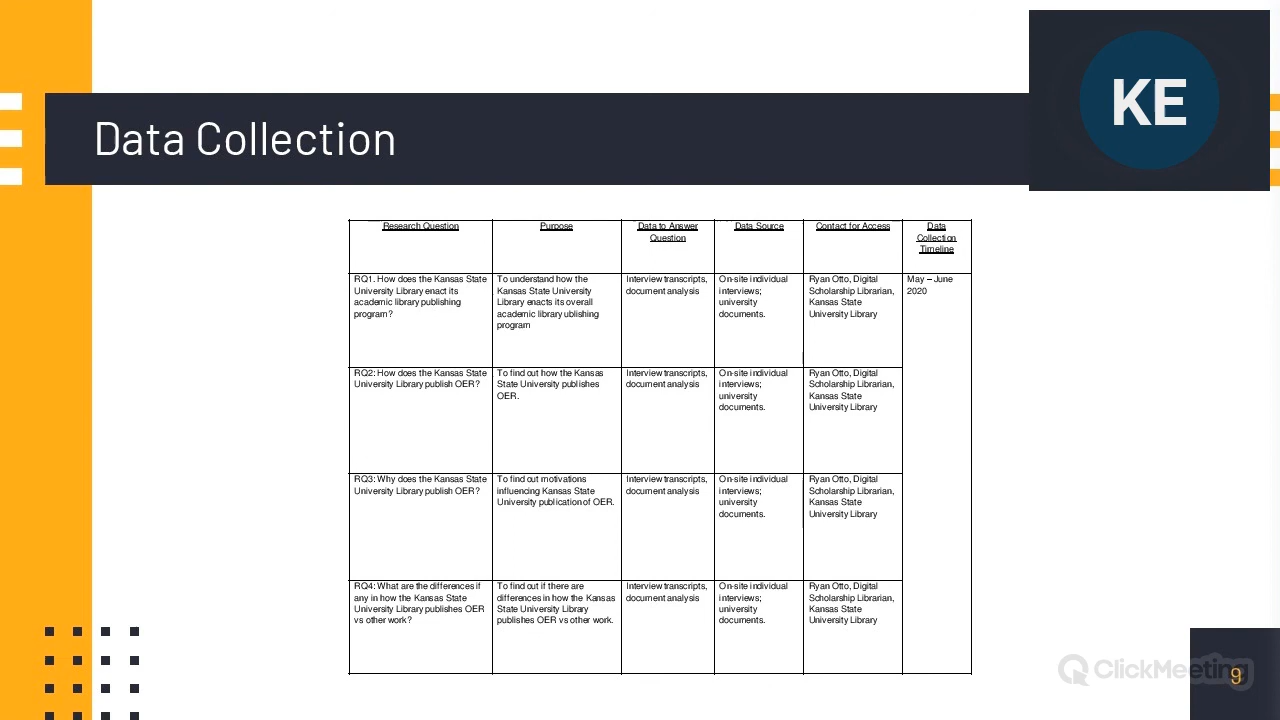 KE
Data Collection
Research Question
Purpose
Data to Answer
Question
Data Source
Contact for Access
Data
Collection
Timeline
RQ1. How does the Kansas State
University Library enact its
academic library publishing
program?
To understand how the
Kansas State University
Library enacts its overall
academic library ublishing
program
Interview transcripts,
document analysis
On-site individual
interviews;
university
documents.
Ryan Otto, Digital
Scholarship Librarian,
Kansas State
University Library
May – June
2020
RQ2: How does the Kansas State
University Library publish OER?
To find out how the Kansas
State University publishes
OER.
Interview transcripts,
document analysis
On-site individual
interviews;
university
documents.
Ryan Otto, Digital
Scholarship Librarian,
Kansas State
University Library
RQ3: Why does the Kansas State
University Library publish OER?
To find out motivations
influencing Kansas State
University publication of OER.
Interview transcripts,
document analysis
On-site individual
interviews;
university
documents.
Ryan Otto, Digital
Scholarship Librarian,
Kansas State
University Library
RQ4: What are the differences if
any in how the Kansas State
University Library publishes OER
vs other work?
To find out if there are
differences in how the Kansas
State University Library
publishes OER vs other work.
Interview transcripts,
document analysis
On-site individual
interviews;
university
documents.
Ryan Otto, Digital
Scholarship Librarian,
Kansas State
University Library
ClickMeeting
9